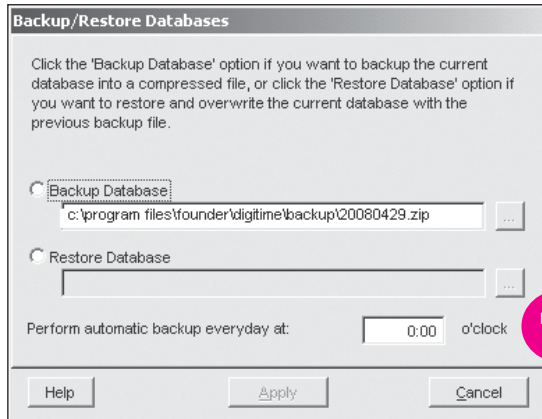 Backup/Restore Databases
Click the 'Backup Database' option if you want to backup the current
database into a compressed file, or click the 'Restore Database' option if
you want to restore and overwrite the current database with the
previous backup file.
Backup Database
c:\program files\founder\digitime\backup\20080429.zip
...
Restore Database
...
Perform automatic backup everyday at: 0:00 o'clock
Help Apply Cancel